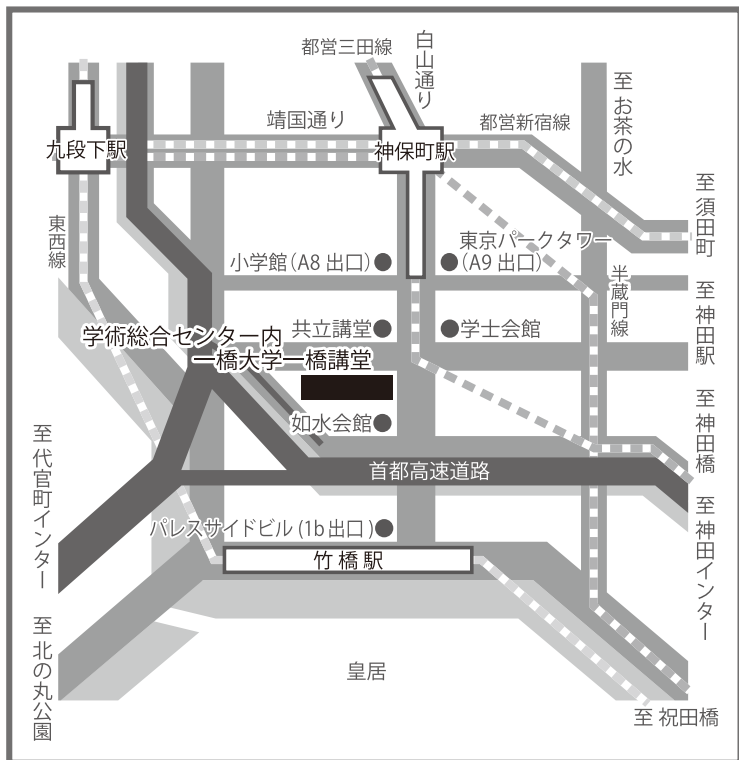 都営三田線
白山通り
靖国通り
都営新宿線
至 お茶の水
九段下駅
神保町駅
至 須田町
東西線
小学館(A8 出口)
東京パークタワー
(A9 出口)
半蔵門線
至 神田駅
学術総合センター内
一橋大学一橋講堂
共立講堂
学士会館
至 神田橋
如水会館
至 代官町インター
首都高速道路
至 神田インター
パレスサイドビル (1b 出口)
竹橋駅
至 北の丸公園
皇居
至 祝田橋